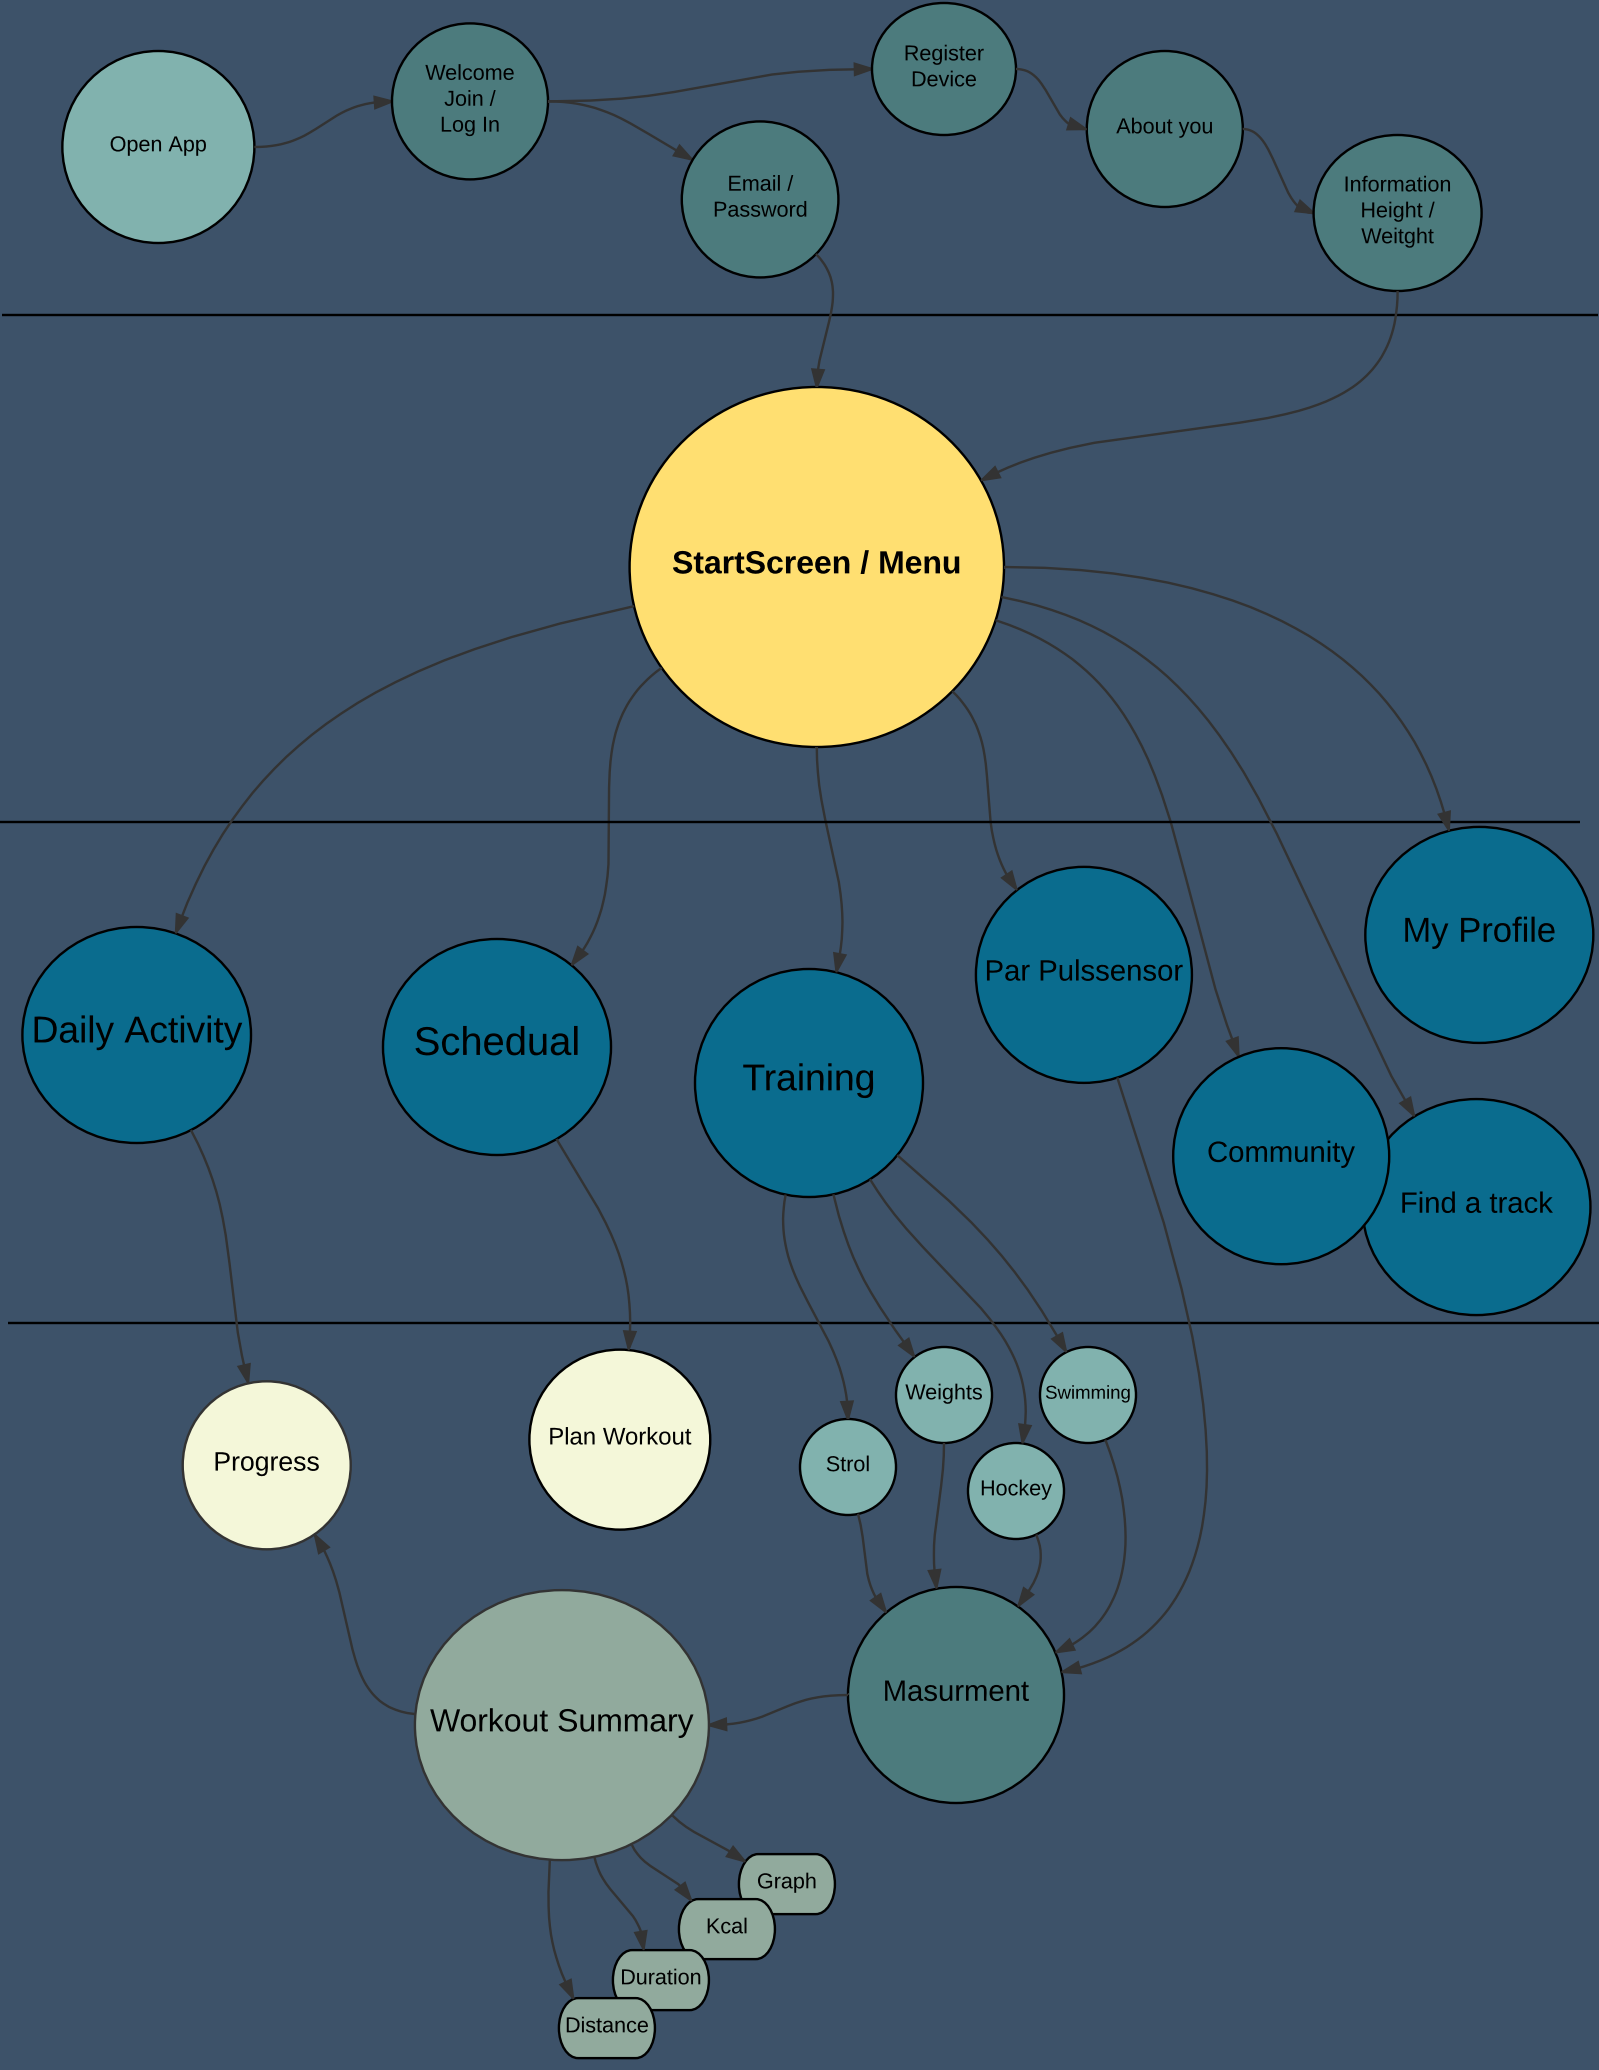 Open App
Welcome
Join /
Log In
Register
Device
Email /
Password
About you
Information
Height /
Weitght
StartScreen / Menu
Daily Activity
Schedual
Training
Par Pulssensor
My Profile
Community
Find a track
Progress
Plan Workout
Strol
Weights
Hockey
Swimming
Workout Summary
Masurment
Graph
Kcal
Duration
Distance